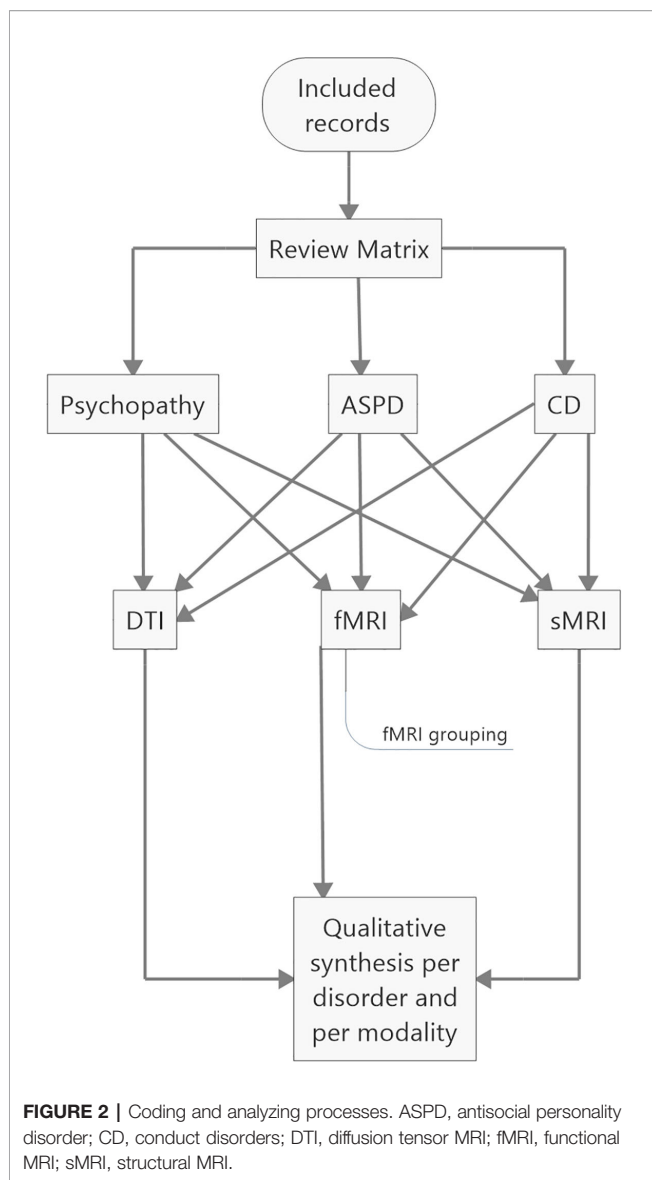 Included
records
Review Matrix
Psychopathy
ASPD
CD
DTI
fMRI
sMRI
fMRI grouping
Qualitative
synthesis per
disorder and
per modality
FIGURE 2 | Coding and analyzing processes. ASPD, antisocial personality
disorder; CD, conduct disorders; DTI, diffusion tensor MRI; fMRI, functional
MRI; sMRI, structural MRI.